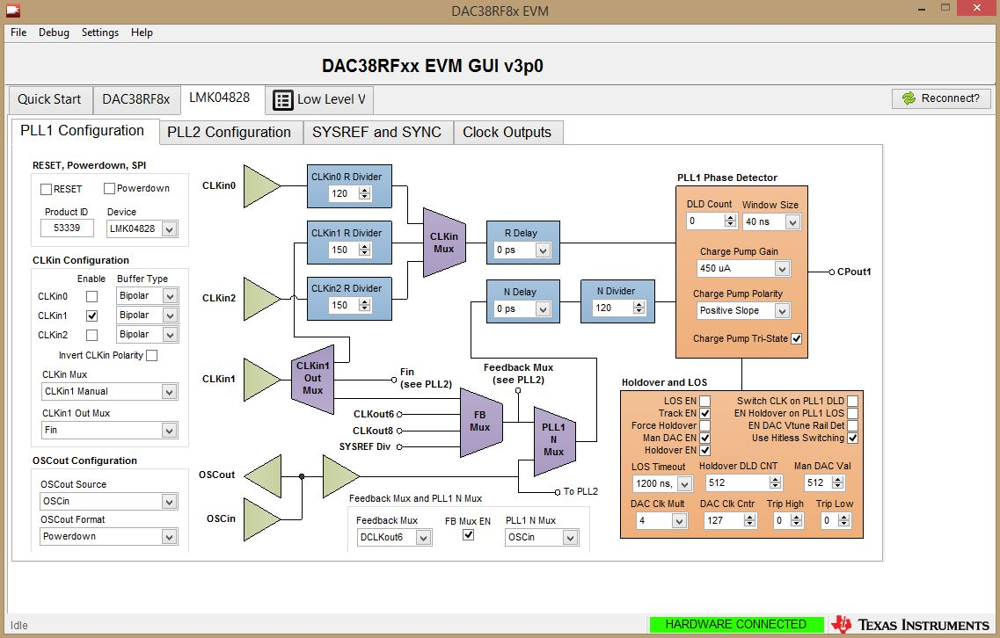 DAC38RF8x EVM
File Debug Settings Help
DAC38RFxx EVM GUI v3p0
Quick Start DAC38RF8x LMK04828 Low Level V Reconnect?
PLL1 Configuration PLL2 Configuration SYSREF and SYNC Clock Outputs
RESET, Powerdown, SPI
RESET Powerdown
Product ID Device
53339 LMK04828
CLKin Configuration
Enable Buffer Type
CLKin0 Bipolar
CLKin1 Bipolar
CLKin2 Bipolar
Invert CLKin Polarity
CLKin Mux
CLKin1 Manual
CLKin1 Out Mux
Fin
OSCout Configuration
OSCout Source
OSCin
OSCout Format
Powerdown
CLKin0
CLKin0 R Divider
120
CLKin1 R Divider
150
CLKin2
CLKin2 R Divider
150
CLKin
Mux
R Delay
0 ps
N Delay
0 ps
N Divider
120
CLKin1
CLKin1
Out
Mux
Fin
(see PLL2)
Feedback Mux
(see PLL2)
CLKout6
CLKout8
SYSREF Div
FB
Mux
PLL1
N
Mux
OSCout
OSCin
To PLL2
Feedback Mux and PLL1 N Mux
Feedback Mux FB Mux EN PLL1 N Mux
DCLKout6 OSCin
PLL1 Phase Detector
DLD Count Window Size
0 40 ns
Charge Pump Gain
450 uA
Charge Pump Polarity
Positive Slope
Charge Pump Tri-State
CPout1
Holdover and LOS
LOS EN Switch CLK on PLL1 DLD
Track EN EN Holdover on PLL1 LOS
Force Holdover EN DAC Vtune Rail Det
Man DAC EN Use Hitless Switching
Holdover EN
LOS Timeout Holdover DLD CNT Man DAC Val
1200 ns, 512 512
DAC Clk Mult DAC Clk Cntr Trip High Trip Low
4 127 0 0
Idle HARDWARE CONNECTED TEXAS INSTRUMENTS